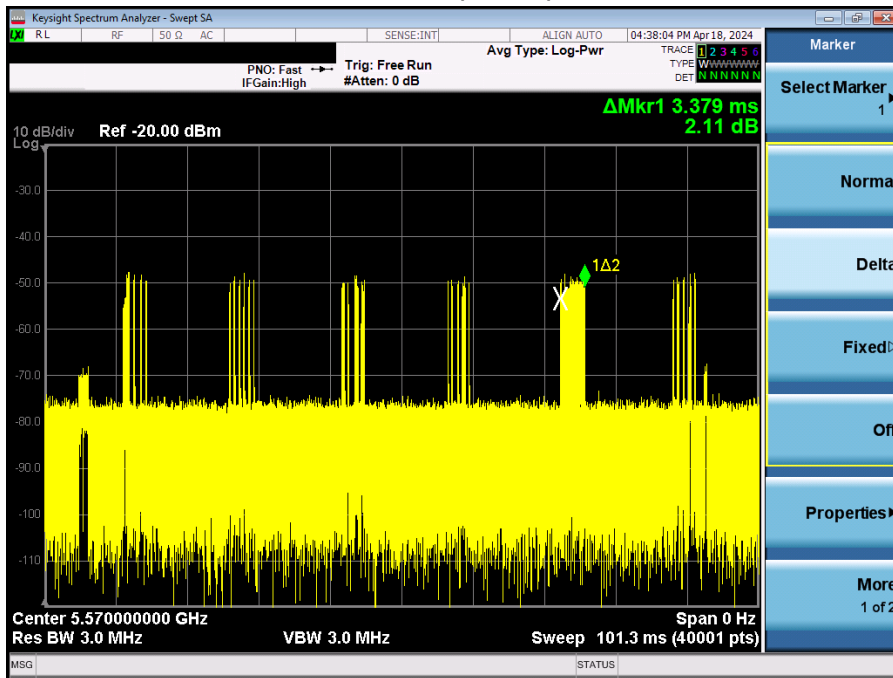 Keysight Spectrum Analyzer - Swept SA
LXI RL RF 50 Ω AC SENSE:INT ALIGN AUTO 04:38:04 PM Apr 18, 2024
Avg Type: Log-Pwr TRACE 1 2 3 4 5 6
PNO: Fast Trig: Free Run TYPE WWWWWW
IFGain:High #Atten: 0 dB DET N N N N N N
ΔMkr1 3.379 ms
2.11 dB
10 dB/div Ref -20.00 dBm
Log
-30.0
-40.0
1Δ2
-50.0
X
-60.0
-70.0
-80.0
-90.0
-100
-110
Center 5.570000000 GHz Span 0 Hz
Res BW 3.0 MHz VBW 3.0 MHz Sweep 101.3 ms (40001 pts)
MSG STATUS
Marker
Select Marker
1
Norma
Delta
Fixed
Off
Properties
More
1 of 2